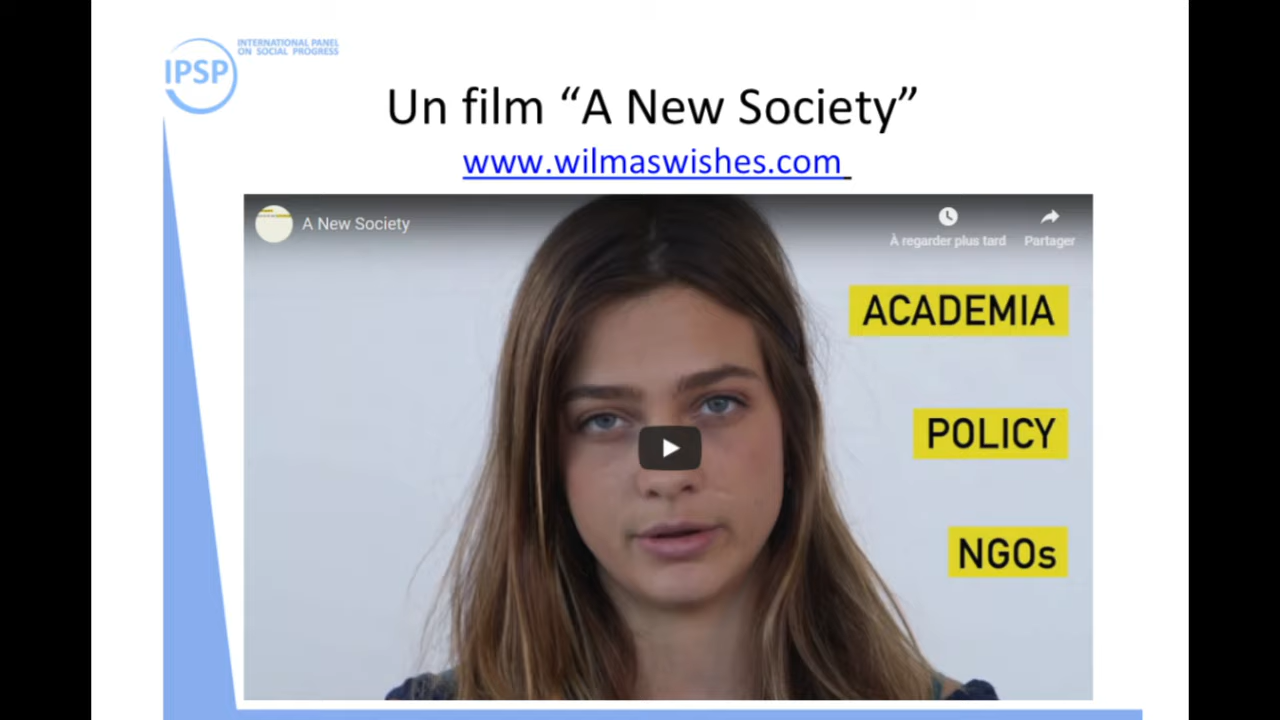 INTERNATIONAL PANEL
ON SOCIAL PROGRESS
IPSP
Un film “A New Society”
www.wilmaswishes.com
A New Society
À regarder plus tard
Partager
ACADEMIA
POLICY
NGOs